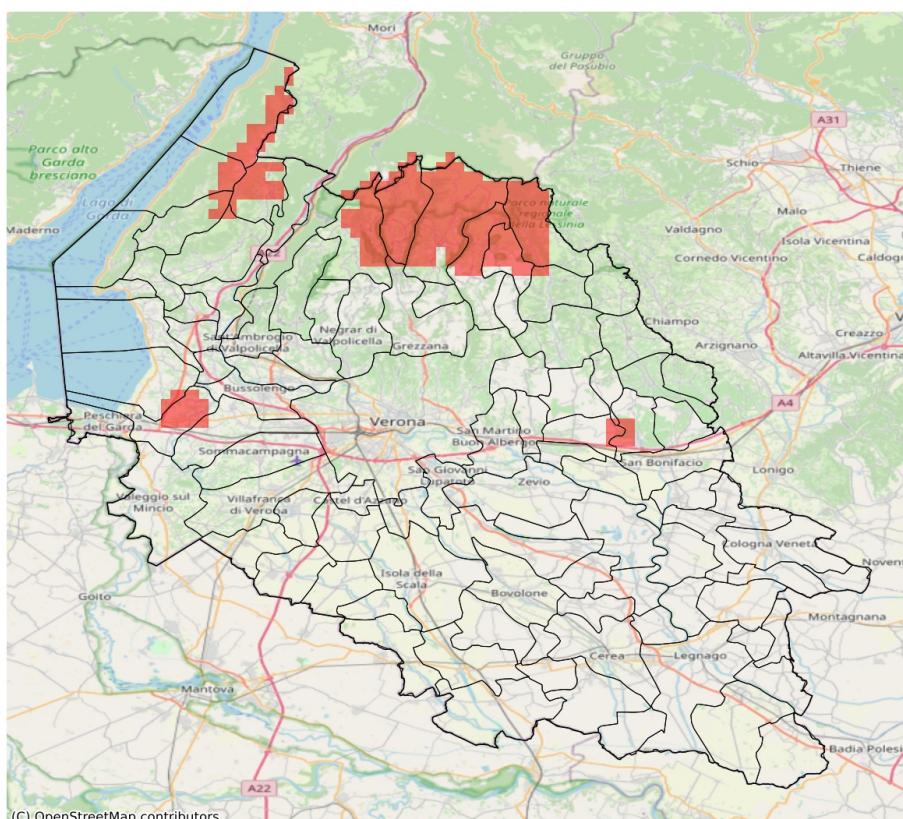 Mori
Gruppo
del Pasubio
A31
Parco alto
Garda
bresciano
Schio
Thiene
Lago di
Garda
Parco naturale
regionale
della Lessinia
Malo
Maderno
Valdagno
Isola Vicentina
A22
Cornedo Vicentino
Caldogn
Chiampo
Sant'Ambrogio
di Valpolicella
Negrar di
Valpolicella
Grezzana
Arzignano
Creazzo
Altavilla Vicentina
Bussolengo
A4
Peschiera
del Garda
Verona
San Martino
Buon Albergo
Sommacampagna
San Bonifacio
San Giovanni
Lupatoto
Lonigo
Zevio
Valeggio sul
Mincio
Villafranca
di Verona
Castel d'Azzano
Cologna Veneta
Noven
Isola della
Scala
Goito
Bovolone
Montagnana
Cerea
Legnago
Mantova
Badia Polesi
A22
(C) OpenStreetMap contributors